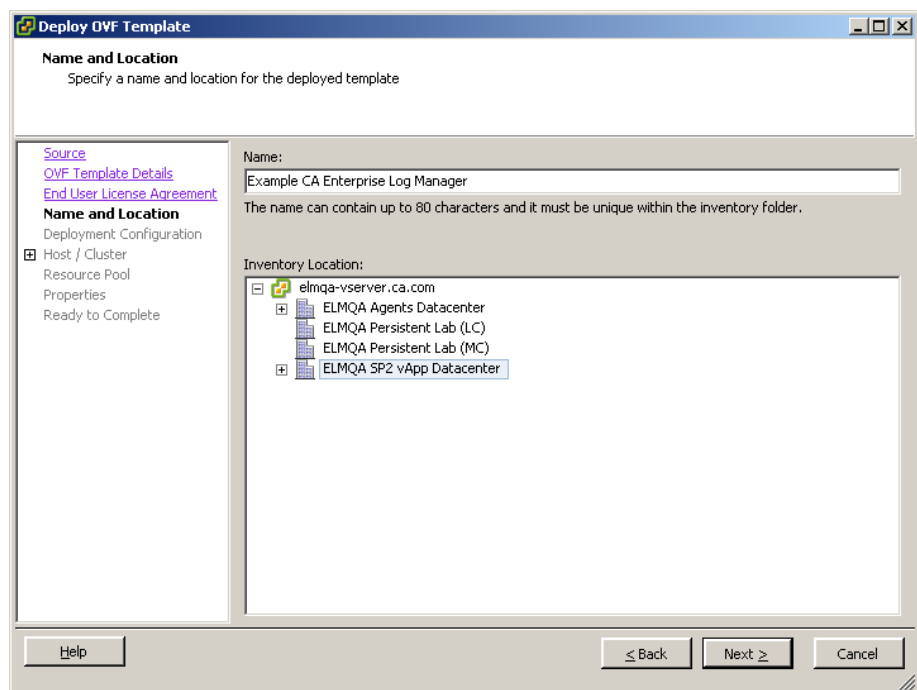 Deploy OVF Template
Name and Location
Specify a name and location for the deployed template
Source
OVF Template Details
End User License Agreement
Name and Location
Deployment Configuration
Host / Cluster
Resource Pool
Properties
Ready to Complete
Name:
Example CA Enterprise Log Manager
The name can contain up to 80 characters and it must be unique within the inventory folder.
Inventory Location:
elmqa-vserver.ca.com
ELMQA Agents Datacenter
ELMQA Persistent Lab (LC)
ELMQA Persistent Lab (MC)
ELMQA SP2 vApp Datacenter
Help
≤ Back
Next ≥
Cancel